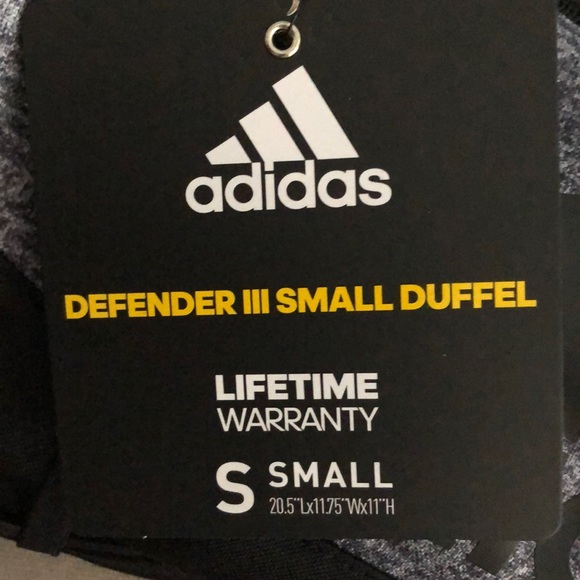 adidas
DEFENDER III SMALL DUFFEL
LIFETIME
WARRANTY
S SMALL
20.5"Lx11.75"Wx11"H